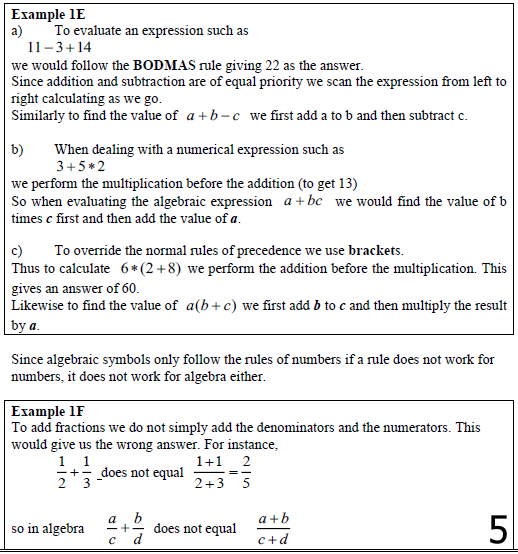 Example 1E
a) To evaluate an expression such as
11 − 3 + 14
we would follow the BODMAS rule giving 22 as the answer.
Since addition and subtraction are of equal priority we scan the expression from left to
right calculating as we go.
Similarly to find the value of a + b − c we first add a to b and then subtract c.
b) When dealing with a numerical expression such as
3 + 5 * 2
we perform the multiplication before the addition (to get 13)
So when evaluating the algebraic expression a + bc we would find the value of b
times c first and then add the value of a.
c) To override the normal rules of precedence we use brackets.
Thus to calculate 6 * (2 + 8) we perform the addition before the multiplication. This
gives an answer of 60.
Likewise to find the value of a(b + c) we first add b to c and then multiply the result
by a.
Since algebraic symbols only follow the rules of numbers if a rule does not work for
numbers, it does not work for algebra either.
Example 1F
To add fractions we do not simply add the denominators and the numerators. This
would give us the wrong answer. For instance,
1/2 + 1/3 does not equal (1+1)/(2+3) = 2/5
so in algebra a/c + b/d does not equal (a+b)/(c+d)
5